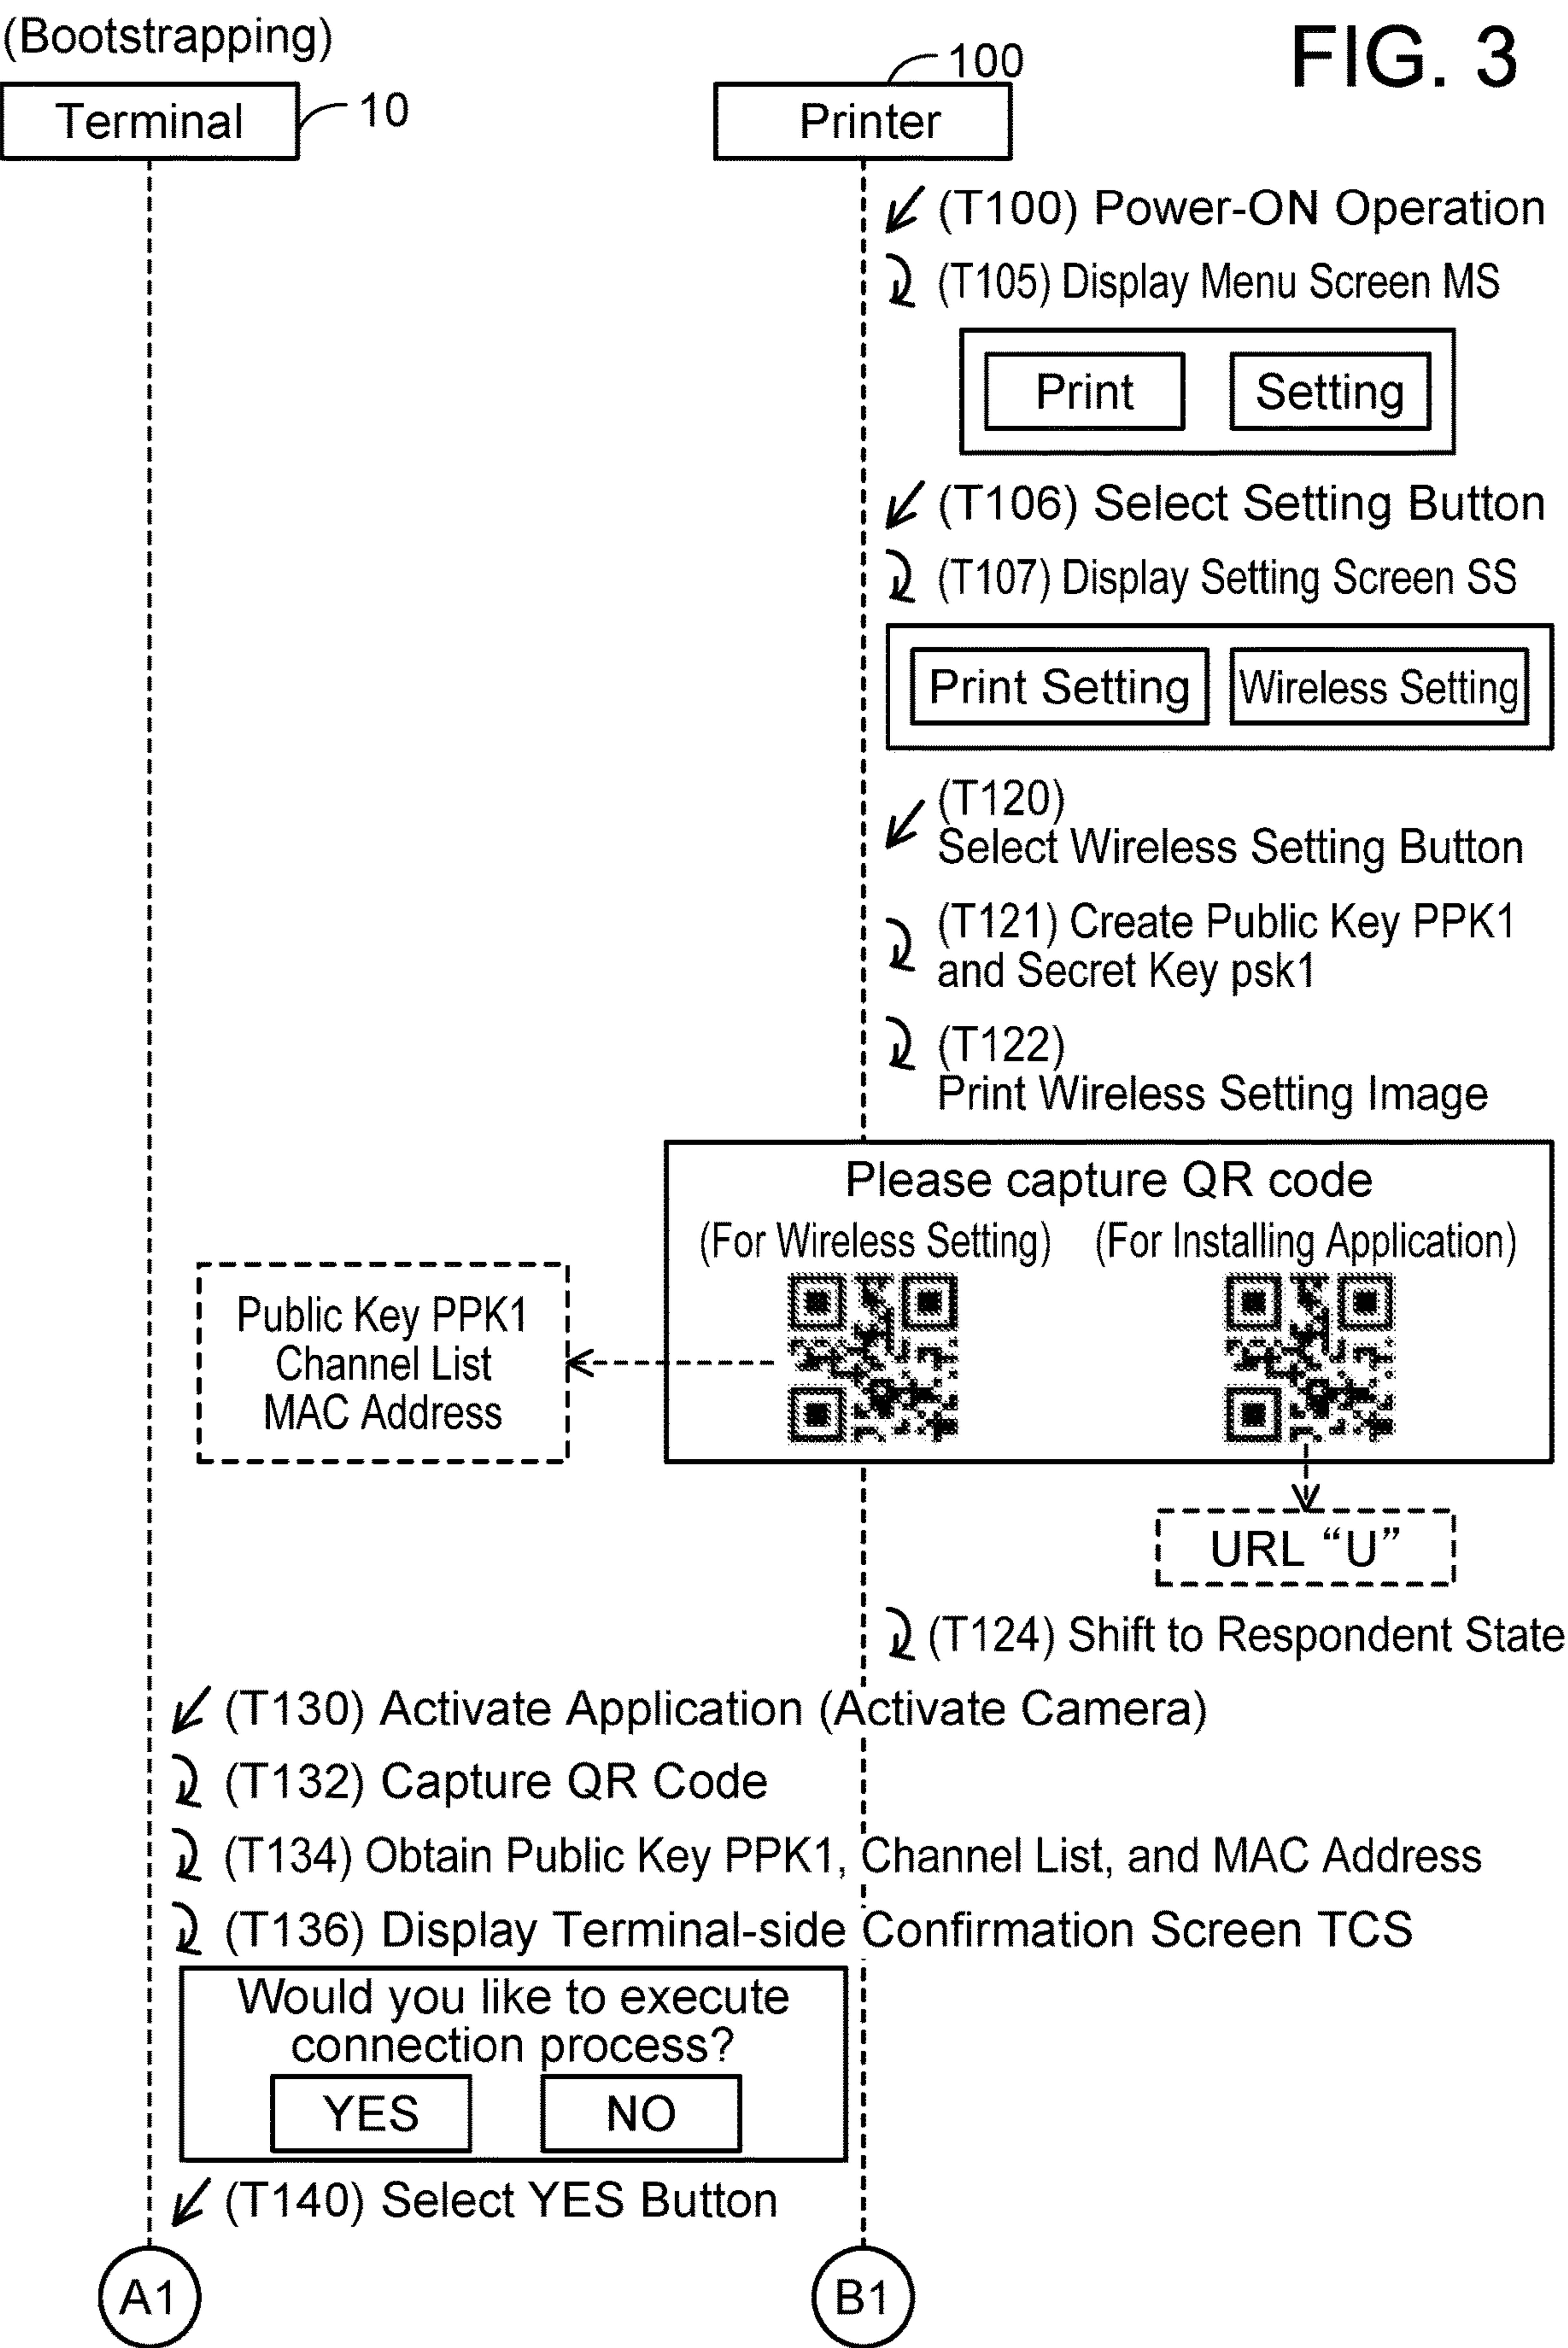 (Bootstrapping)
FIG. 3
Terminal
10
Printer
100
(T100) Power-ON Operation
(T105) Display Menu Screen MS
Print
Setting
(T106) Select Setting Button
(T107) Display Setting Screen SS
Print Setting
Wireless Setting
(T120)
Select Wireless Setting Button
(T121) Create Public Key PPK1
and Secret Key psk1
(T122)
Print Wireless Setting Image
Please capture QR code
(For Wireless Setting)
(For Installing Application)
Public Key PPK1
Channel List
MAC Address
URL “U”
(T124) Shift to Respondent State
(T130) Activate Application (Activate Camera)
(T132) Capture QR Code
(T134) Obtain Public Key PPK1, Channel List, and MAC Address
(T136) Display Terminal-side Confirmation Screen TCS
Would you like to execute
connection process?
YES
NO
(T140) Select YES Button
A1
B1